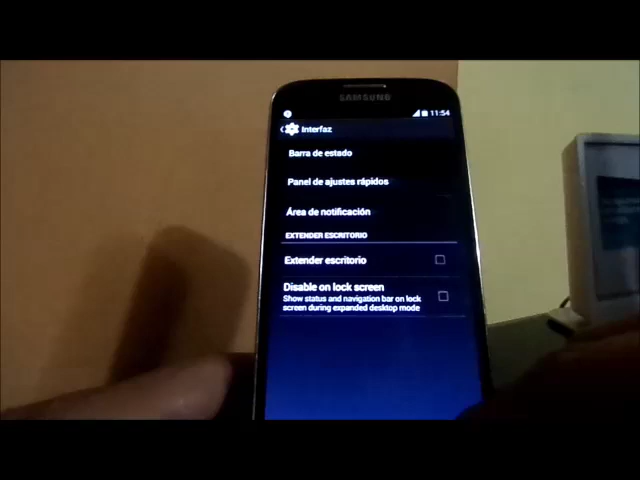 SAMSUNG
11:54
Interfaz
Barra de estado
Panel de ajustes rápidos
Área de notificación
EXTENDER ESCRITORIO
Extender escritorio
Disable on lock screen
Show status and navigation bar on lock
screen during expanded desktop mode